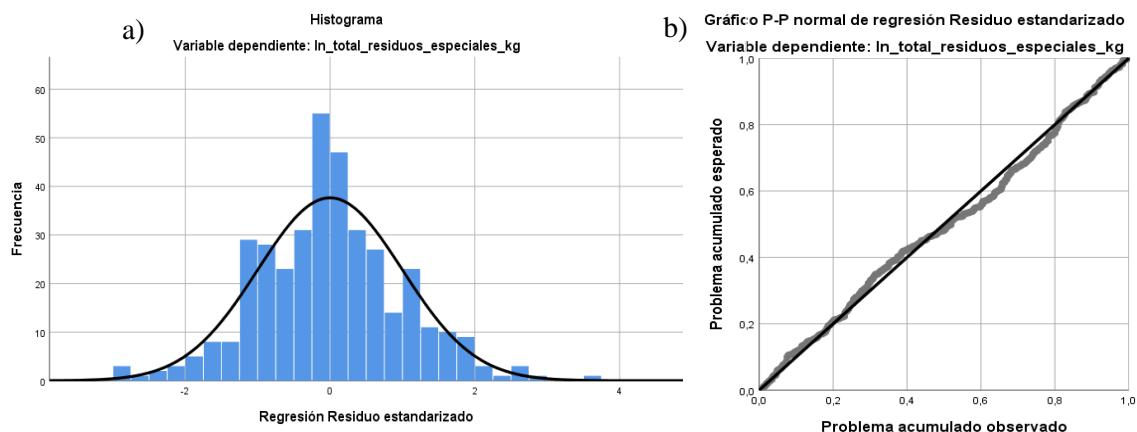 a)
Histograma
Variable dependiente: ln_total_residuos_especiales_kg
Frecuencia
60
50
40
30
20
10
0
-2
0
2
4
Regresión Residuo estandarizado
b)
Gráfico P-P normal de regresión Residuo estandarizado
Variable dependiente: ln_total_residuos_especiales_kg
Problema acumulado esperado
1,0
0,8
0,6
0,4
0,2
0,0
0,0
0,2
0,4
0,6
0,8
1,0
Problema acumulado observado